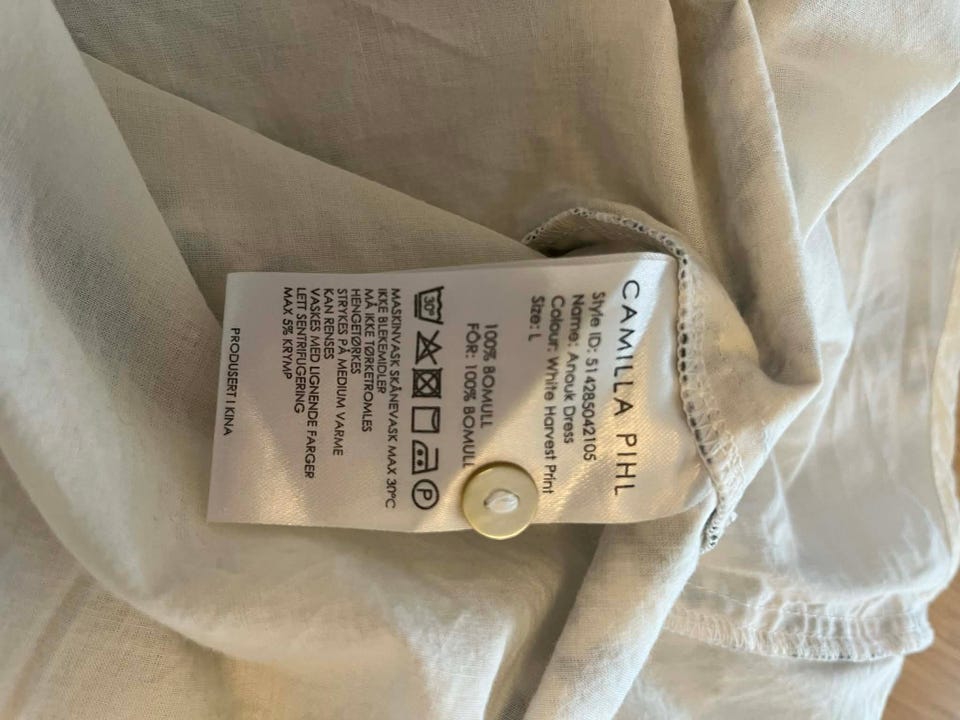 CAMILLA PIHL
Style ID: 514285042105
Name: Anouk Dress
Colour: White Harvest Print
Size: L
100% BOMULL
FÔR: 100% BOMULL
30°
P
MASKINVASK SKÅNEVASK MAX 30°C
IKKE BLEKEMIDLER
MÅ IKKE TØRKETROMLES
HENGETØRKES
STRYKES PÅ MEDIUM VARME
KAN RENSES
VASKES MED LIGNENDE FARGER
LETT SENTRIFUGERING
MAX 5% KRYMP
PRODUSERT I KINA